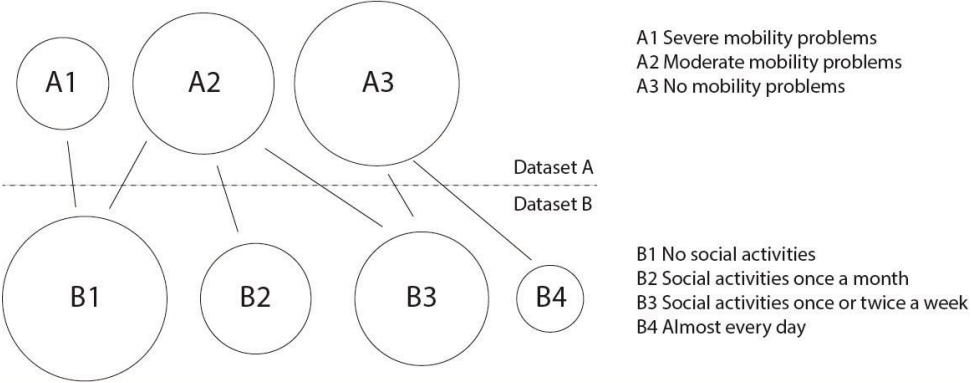 A1
A2
A3
A1 Severe mobility problems
A2 Moderate mobility problems
A3 No mobility problems
Dataset A
Dataset B
B1
B2
B3
B4
B1 No social activities
B2 Social activities once a month
B3 Social activities once or twice a week
B4 Almost every day